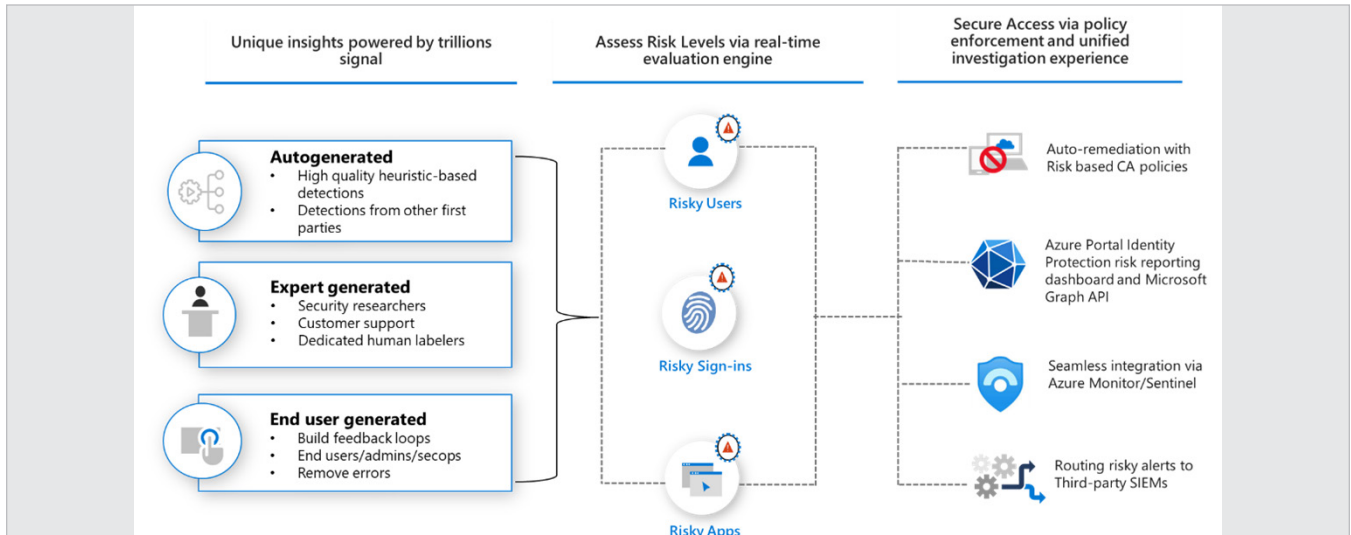 Unique insights powered by trillions
signal
Assess Risk Levels via real-time
evaluation engine
Secure Access via policy
enforcement and unified
investigation experience
Autogenerated
• High quality heuristic-based
detections
• Detections from other first
parties
Expert generated
• Security researchers
• Customer support
• Dedicated human labelers
End user generated
• Build feedback loops
• End users/admins/secops
• Remove errors
Risky Users
Risky Sign-ins
Risky Apps
Auto-remediation with
Risk based CA policies
Azure Portal Identity
Protection risk reporting
dashboard and Microsoft
Graph API
Seamless integration via
Azure Monitor/Sentinel
Routing risky alerts to
Third-party SIEMs